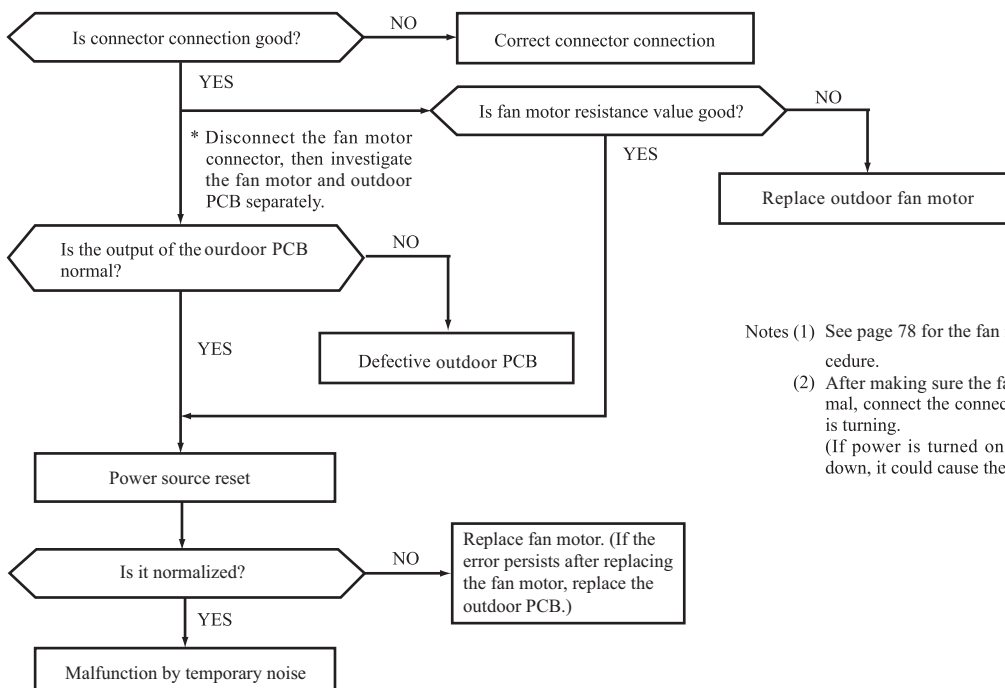 Is connector connection good?
NO
Correct connector connection
YES
Is fan motor resistance value good?
NO
* Disconnect the fan motor
connector, then investigate
the fan motor and outdoor
PCB separately.
YES
Replace outdoor fan motor
Is the output of the ourdoor PCB
normal?
NO
YES
Defective outdoor PCB
Notes (1) See page 78 for the fan
cedure.
(2) After making sure the fa
mal, connect the connec
is turning.
(If power is turned on
down, it could cause the
Power source reset
Is it normalized?
NO
Replace fan motor. (If the
error persists after replacing
the fan motor, replace the
outdoor PCB.)
YES
Malfunction by temporary noise